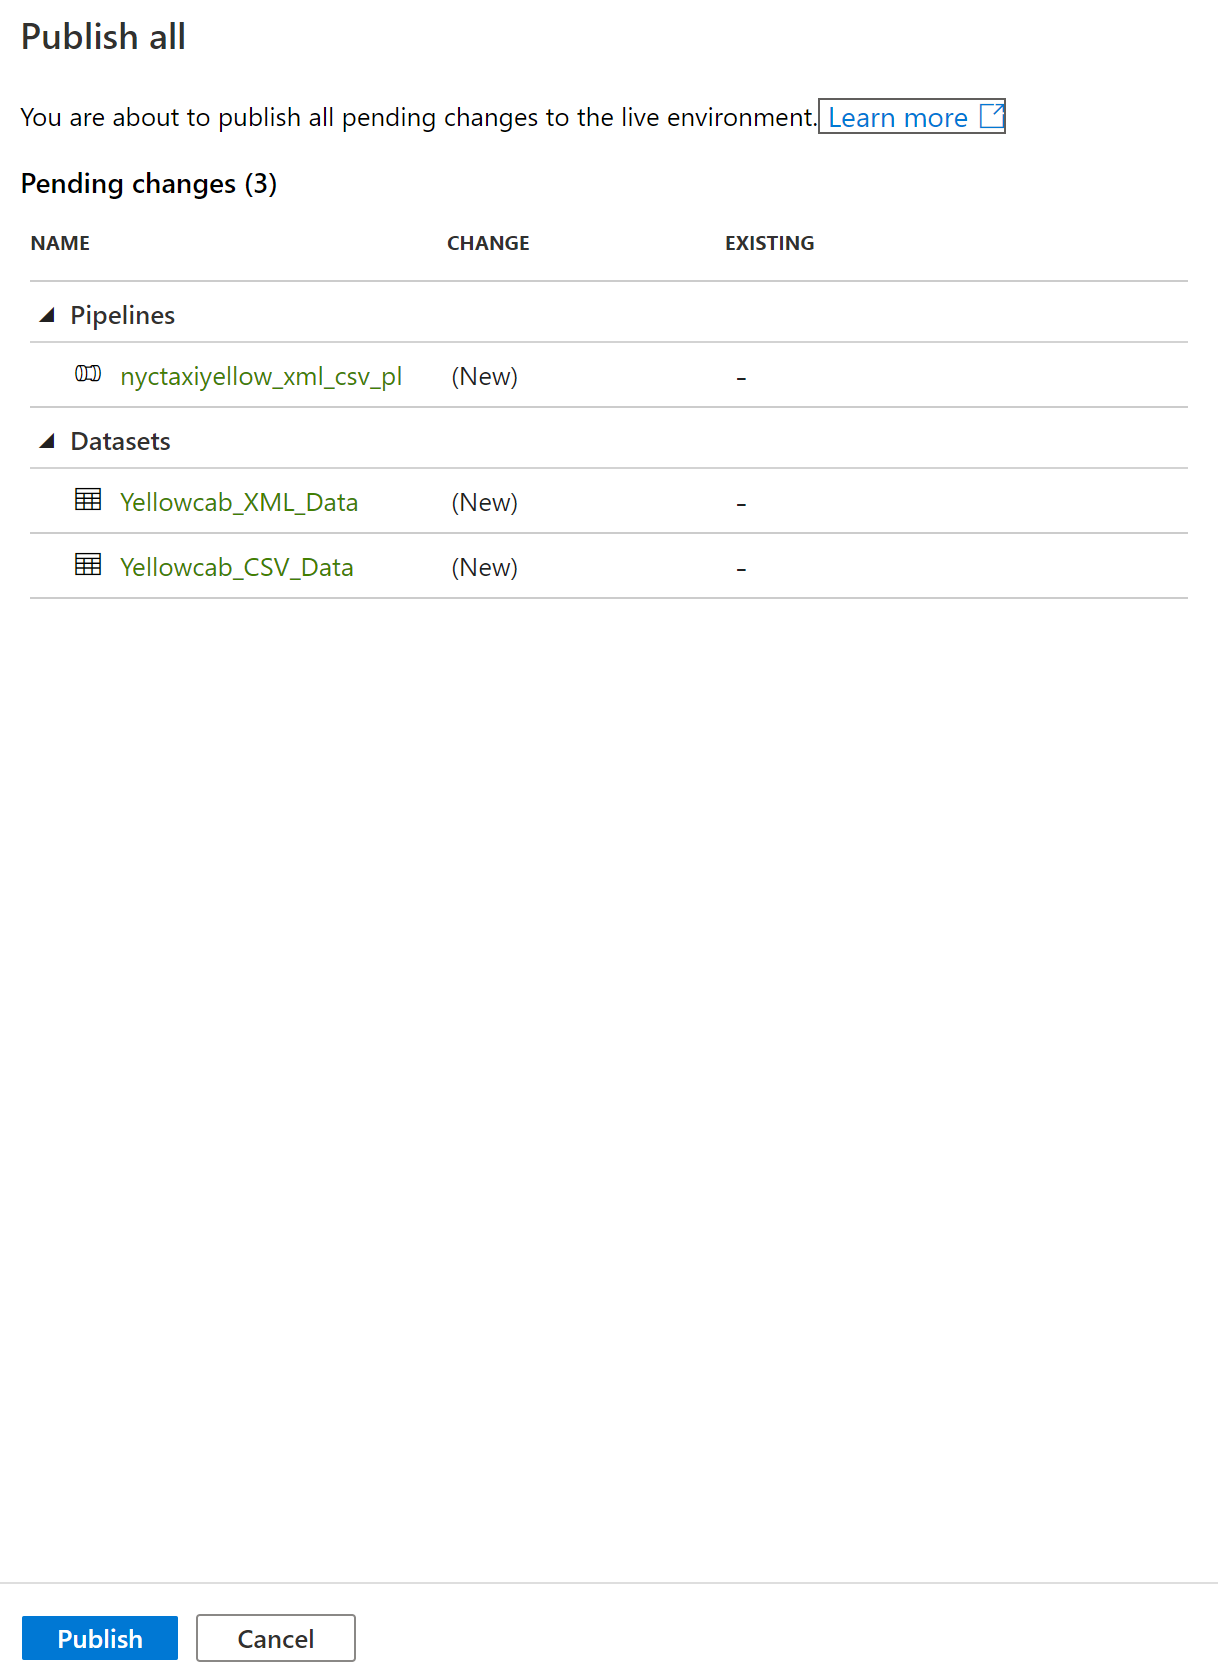 Publish all
You are about to publish all pending changes to the live environment. Learn more
Pending changes (3)
NAME CHANGE EXISTING
Pipelines
nyctaxiyellow_xml_csv_pl (New) -
Datasets
Yellowcab_XML_Data (New) -
Yellowcab_CSV_Data (New) -
Publish Cancel